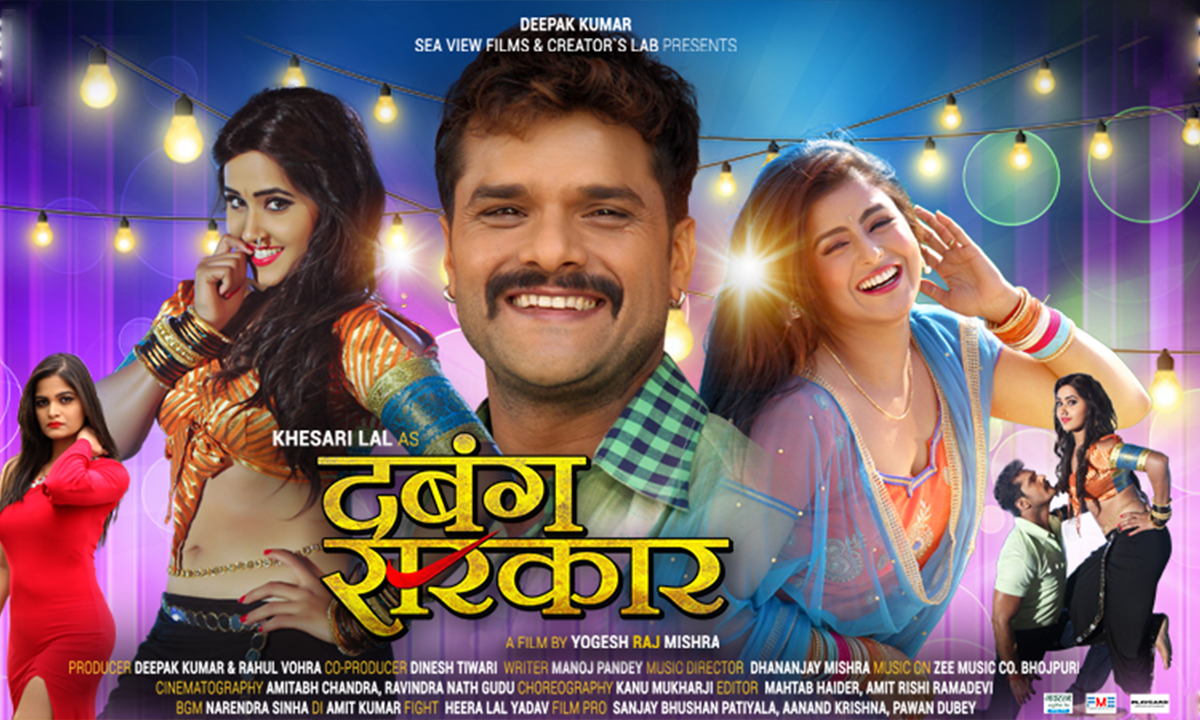 DEEPAK KUMAR
SEA VIEW FILMS & CREATOR`S LAB PRESENTS
KHESARI LAL AS
दबंग
सरकार
A FILM BY YOGESH RAJ MISHRA
PRODUCER DEEPAK KUMAR & RAHUL VOHRA CO-PRODUCER DINESH TIWARI WRITER MANOJ PANDEY MUSIC DIRECTOR DHANANJAY MISHRA MUSIC ON ZEE MUSIC CO. BHOJPURI
CINEMATOGRAPHY AMITABH CHANDRA, RAVINDRA NATH GUDU CHOREOGRAPHY KANU MUKHARJI EDITOR MAHTAB HAIDER, AMIT RISHI RAMADEVI
BGM NARENDRA SINHA DI AMIT KUMAR FIGHT HEERA LAL YADAV FILM PRO SANJAY BHUSHAN PATIYALA, AANAND KRISHNA, PAWAN DUBEY
FME